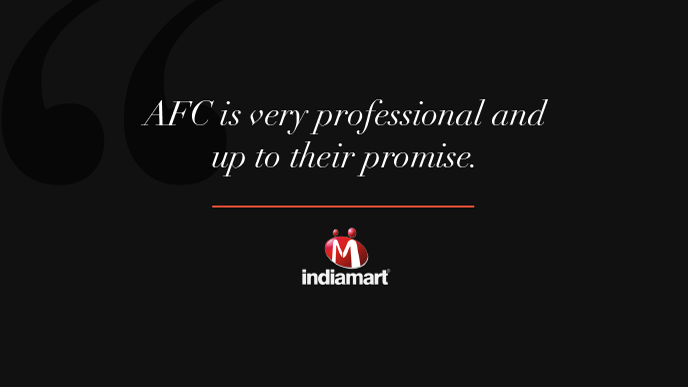 AFC is very professional and
up to their promise.
M
indiamart